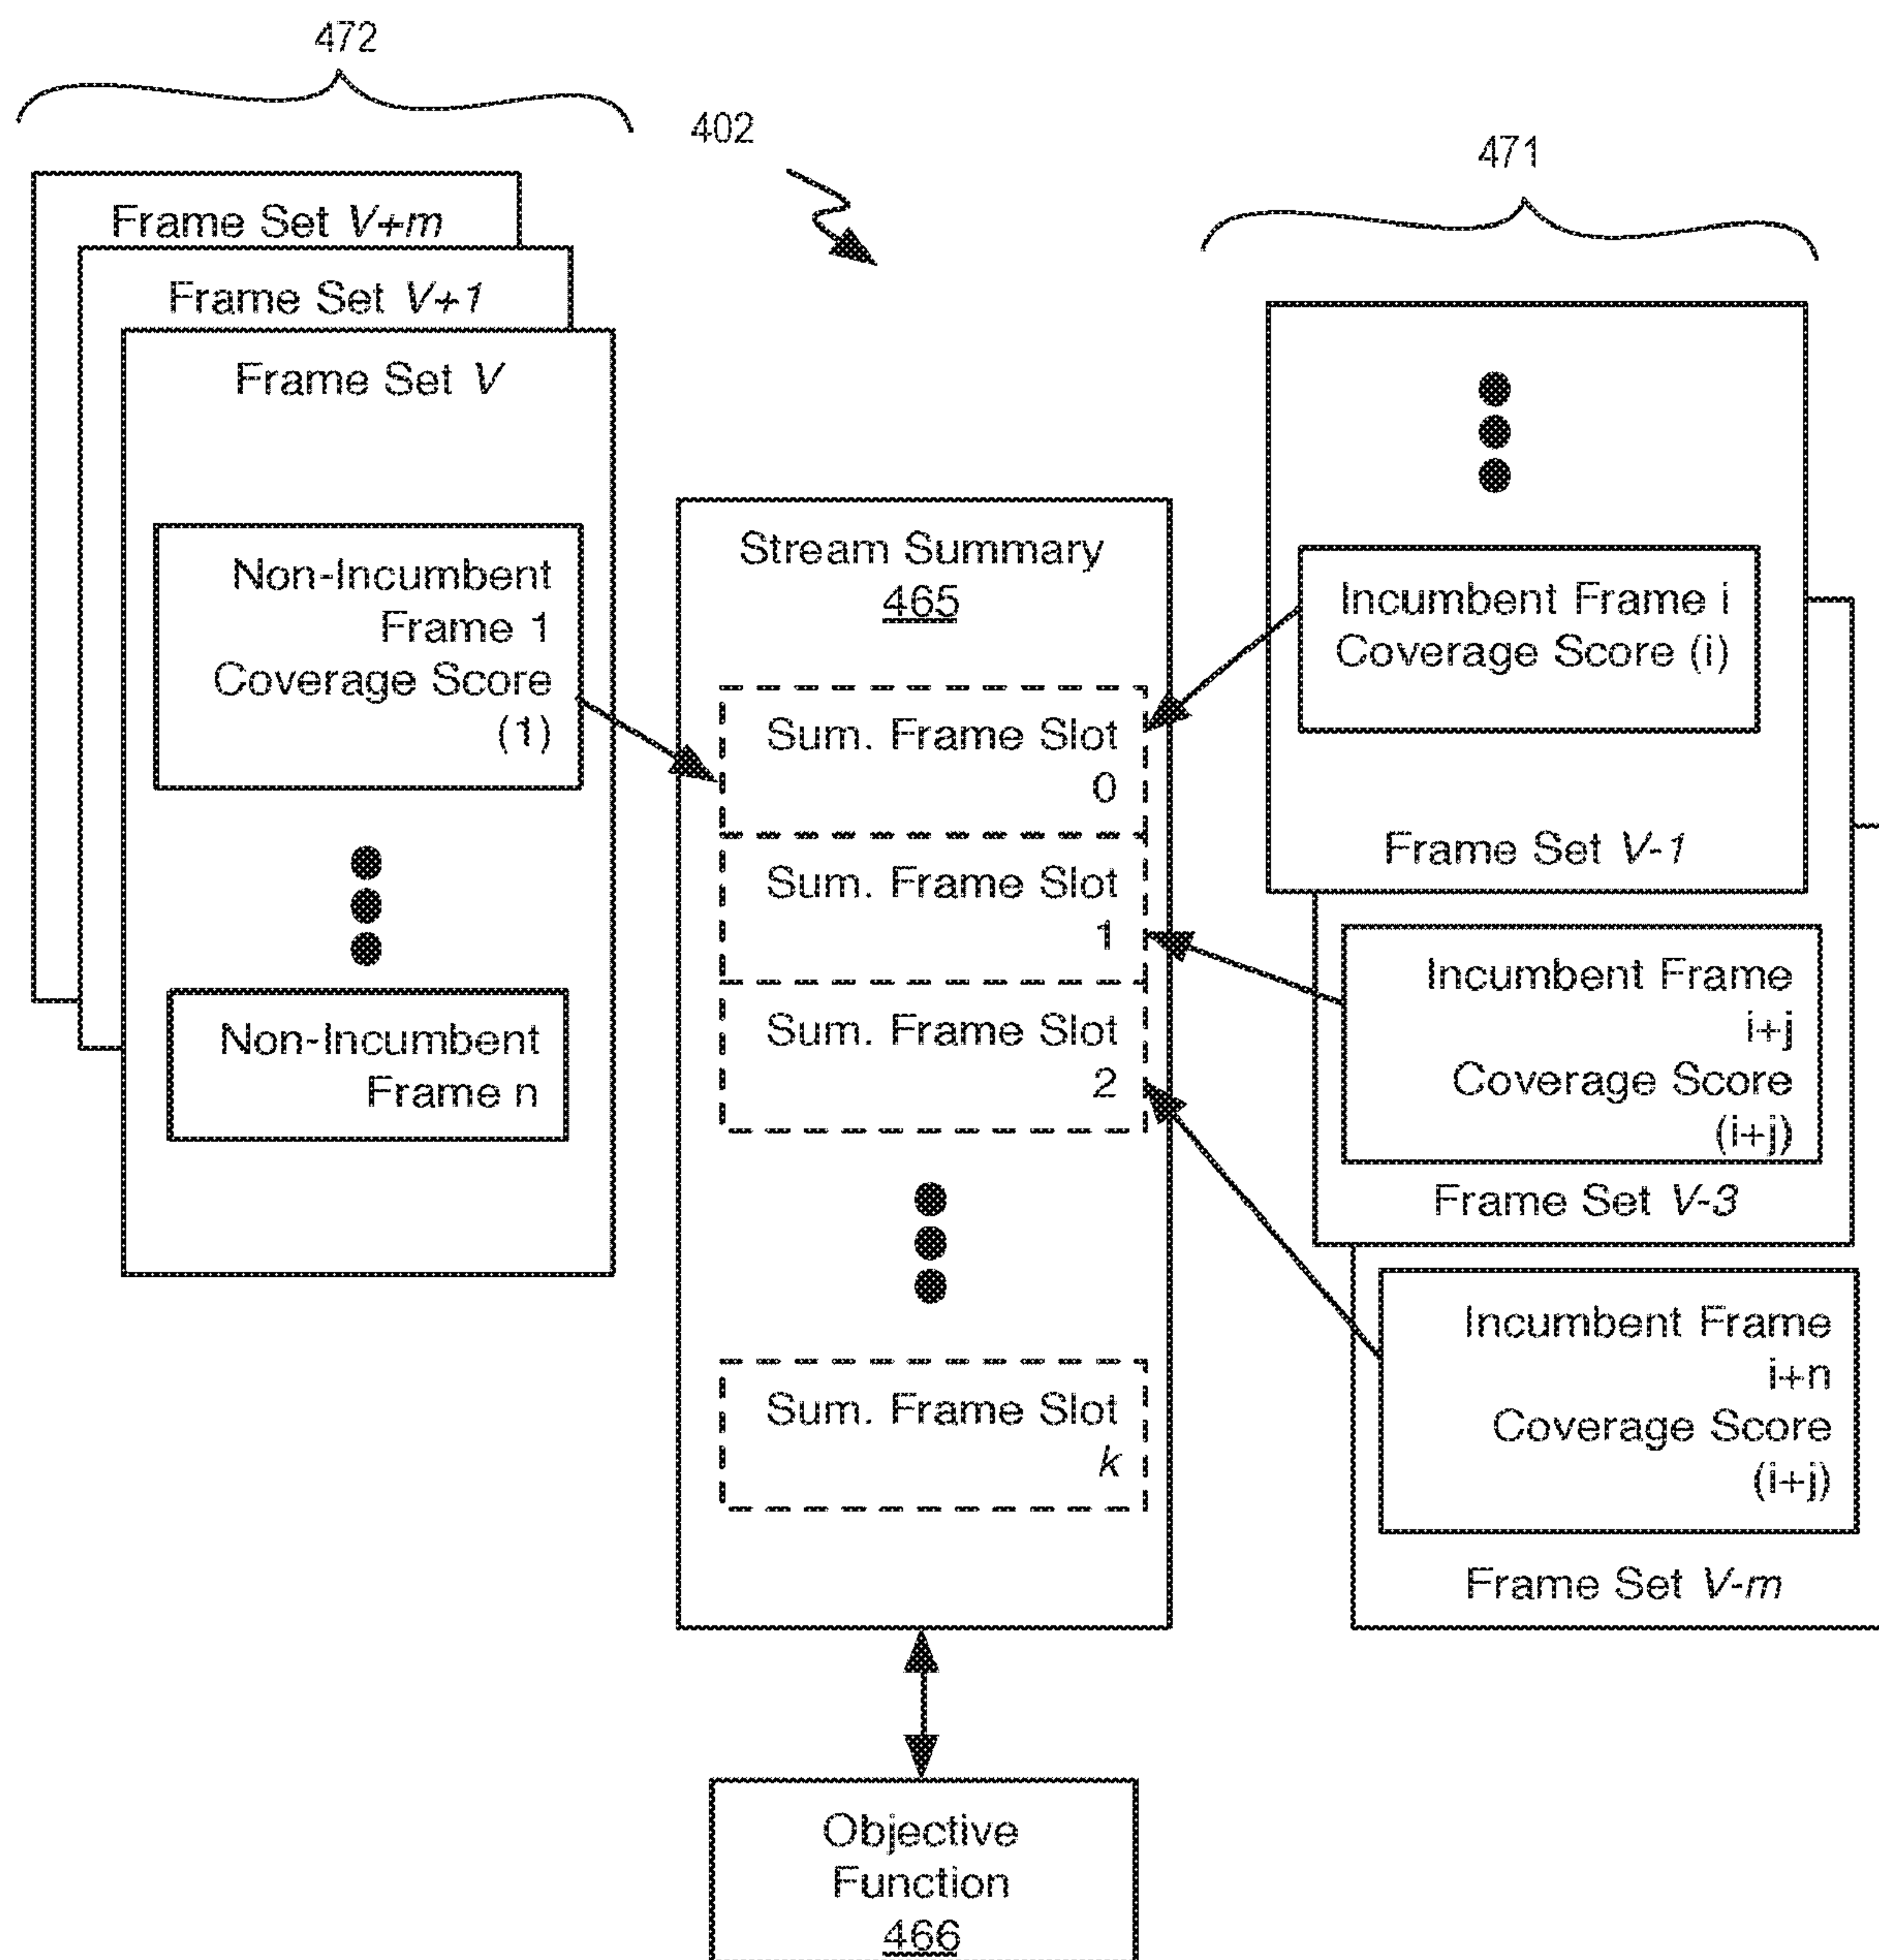 472
402
471
Frame Set V+m
Frame Set V+1
Frame Set V
Non-Incumbent
Frame 1
Coverage Score
(1)
Non-Incumbent
Frame n
Stream Summary
465
Sum. Frame Slot
0
Sum. Frame Slot
1
Sum. Frame Slot
2
Sum. Frame Slot
k
Incumbent Frame i
Coverage Score (i)
Frame Set V-1
Incumbent Frame
i+j
Coverage Score
(i+j)
Frame Set V-3
Incumbent Frame
i+n
Coverage Score
(i+j)
Frame Set V-m
Objective
Function
466